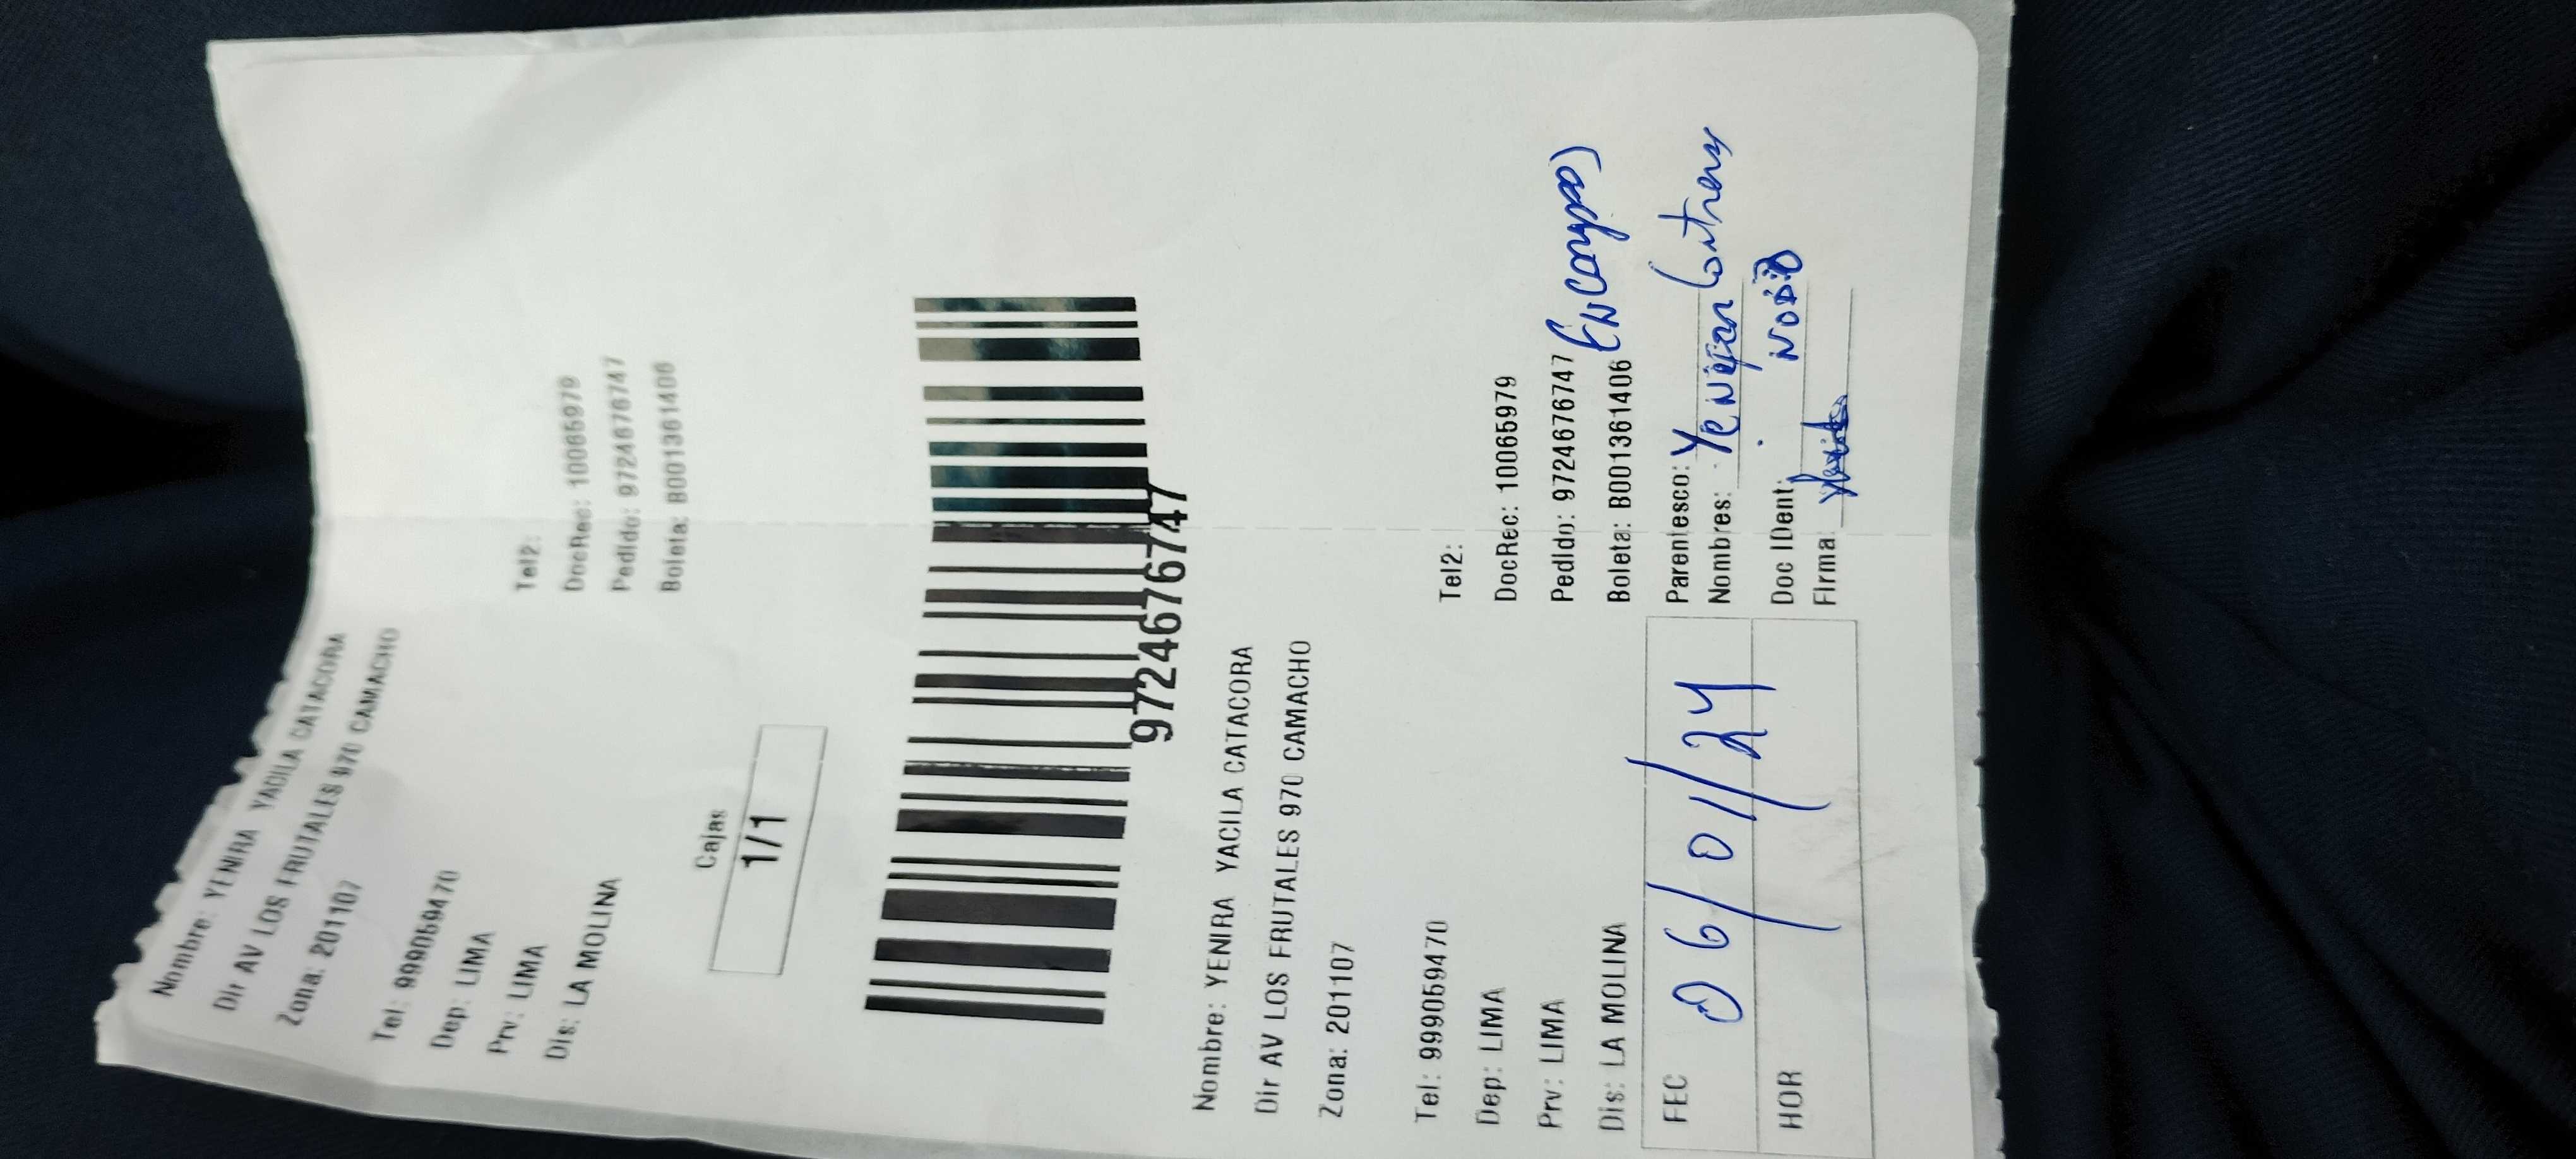 Nombre: YENIRA YACILA CATACORA
Dir AV LOS FRUTALES 970 CAMACHO
Zona: 201107
Tel: 999059470
Tel2:
Dep: LIMA
DocRec: 10065979
Prv: LIMA
Pedido: 97246767747
Dis: LA MOLINA
Boleta: B001361406
Cajas
1/1
97246767747
Nombre: YENIRA YACILA CATACORA
Dir AV LOS FRUTALES 970 CAMACHO
Zona: 201107
Tel: 999059470
Tel2:
Dep: LIMA
DocRec: 10065979
Prv: LIMA
Pedido: 97246767747
Dis: LA MOLINA
Boleta: B001361406
FEC 06/01/24
Parentesco:
Nombres:
HOR
Doc IDent:
Firma: